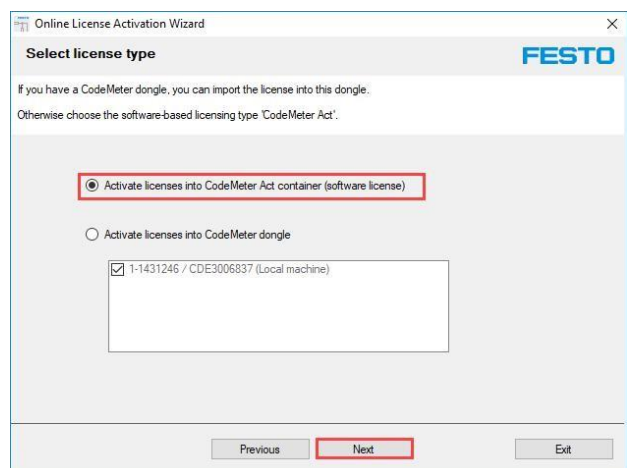 Online License Activation Wizard
Select license type
FESTO
If you have a CodeMeter dongle, you can import the license into this dongle.
Otherwise choose the software-based licensing type 'CodeMeter Act'.
Activate licenses into CodeMeter Act container (software license)
Activate licenses into CodeMeter dongle
1-1431246 / CDE3006837 (Local machine)
Previous
Next
Exit